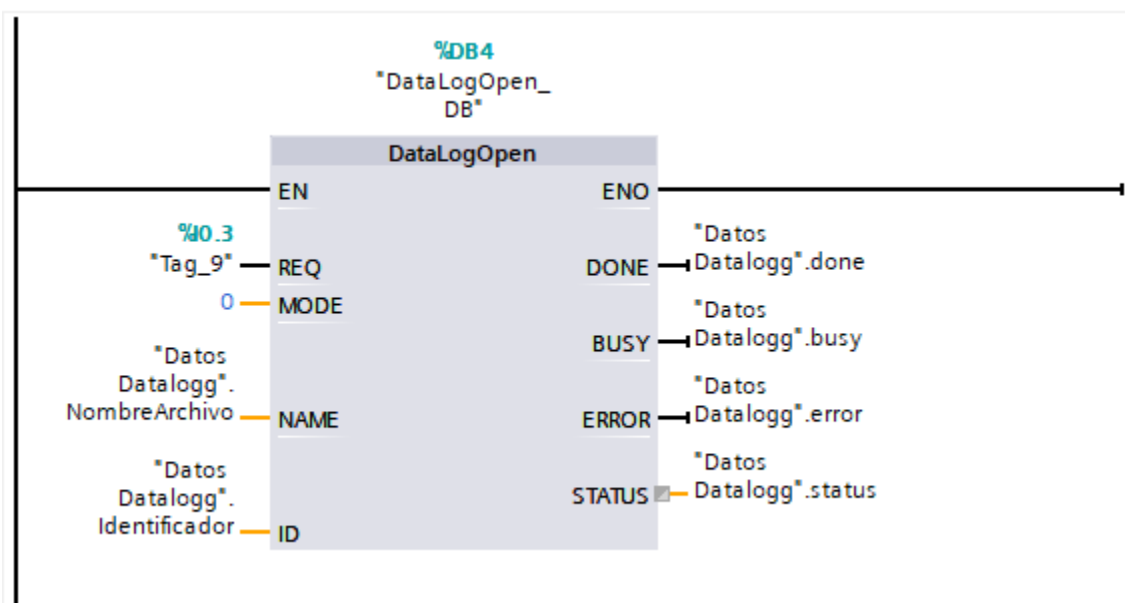 %DB4
"DataLogOpen_
DB"
DataLogOpen
EN
ENO
%I0.3
"Tag_9"
REQ
"Datos
Datalogg".done
DONE
0
MODE
"Datos
Datalogg".busy
BUSY
"Datos
Datalogg".
NombreArchivo
NAME
"Datos
Datalogg".error
ERROR
"Datos
Datalogg".
Identificador
ID
"Datos
Datalogg".status
STATUS